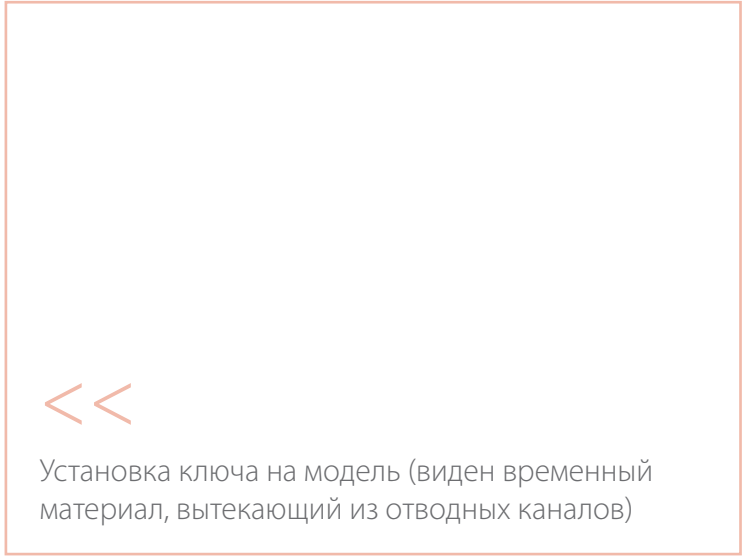 <<
Установка ключа на модель (виден временный
материал, вытекающий из отводных каналов)